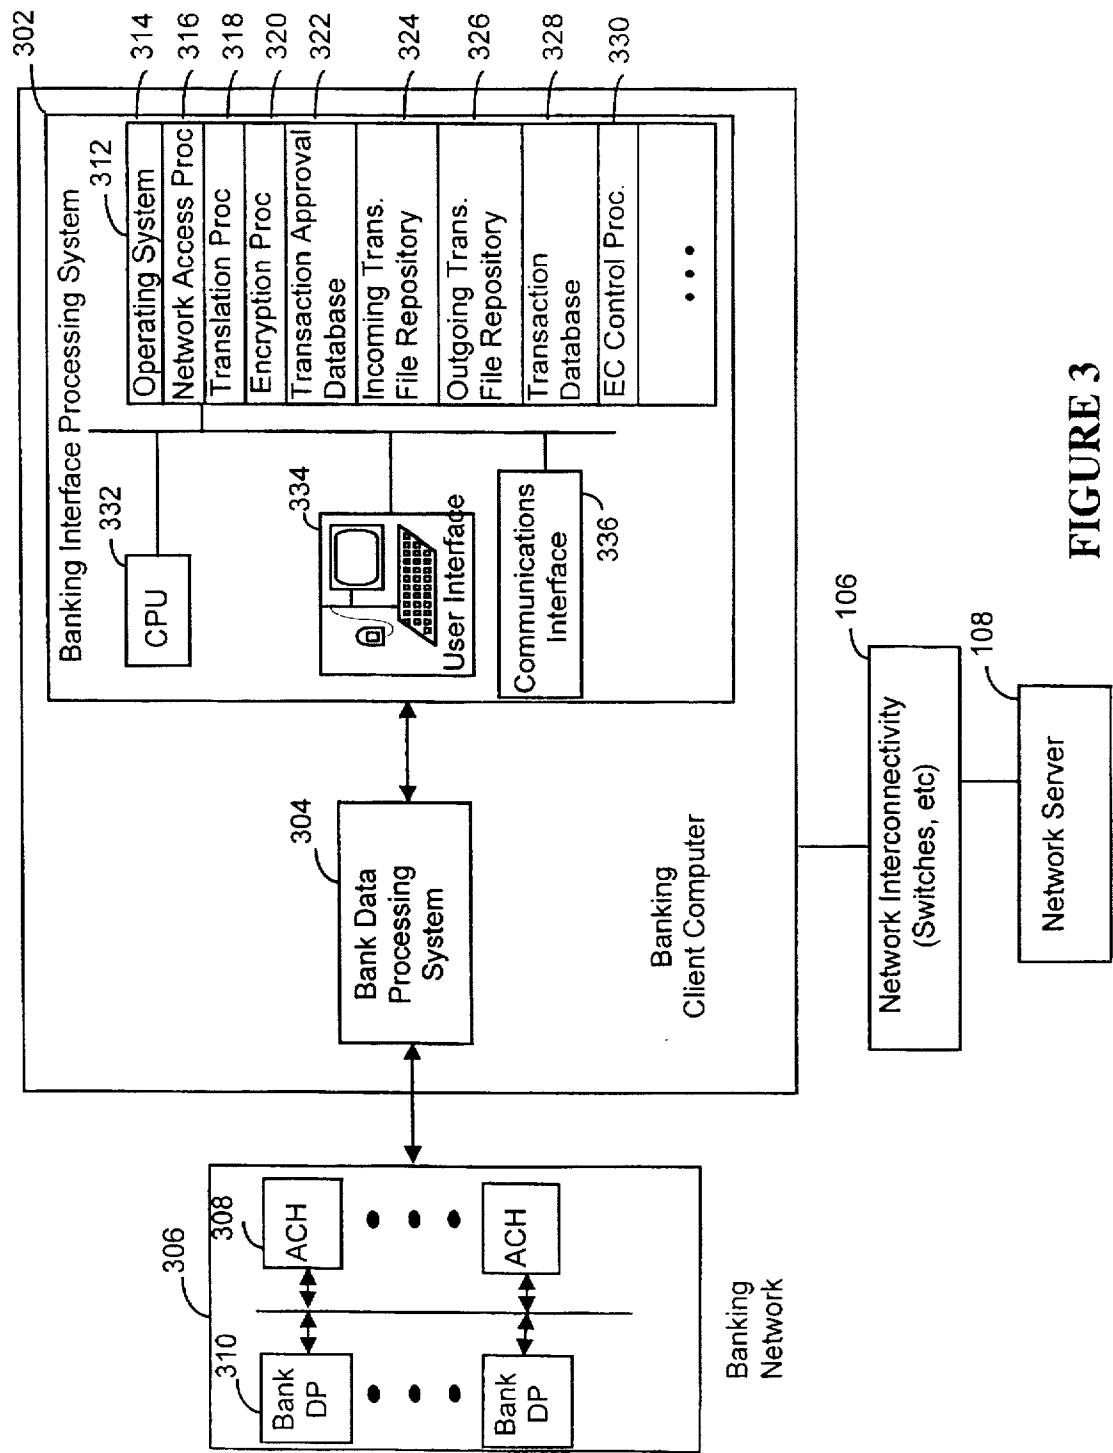 302
Banking Interface Processing System
312
Operating System
314
Network Access Proc
316
Translation Proc
318
Encryption Proc
320
Transaction Approval
Database
322
Incoming Trans.
File Repository
324
Outgoing Trans.
File Repository
326
Transaction
Database
328
EC Control Proc.
330
332
CPU
334
User Interface
Communications
Interface
336
304
Bank Data
Processing
System
Banking
Client Computer
306
308
ACH
ACH
310
Bank
DP
Bank
DP
Banking
Network
106
Network Interconnectivity
(Switches, etc)
108
Network Server
FIGURE 3